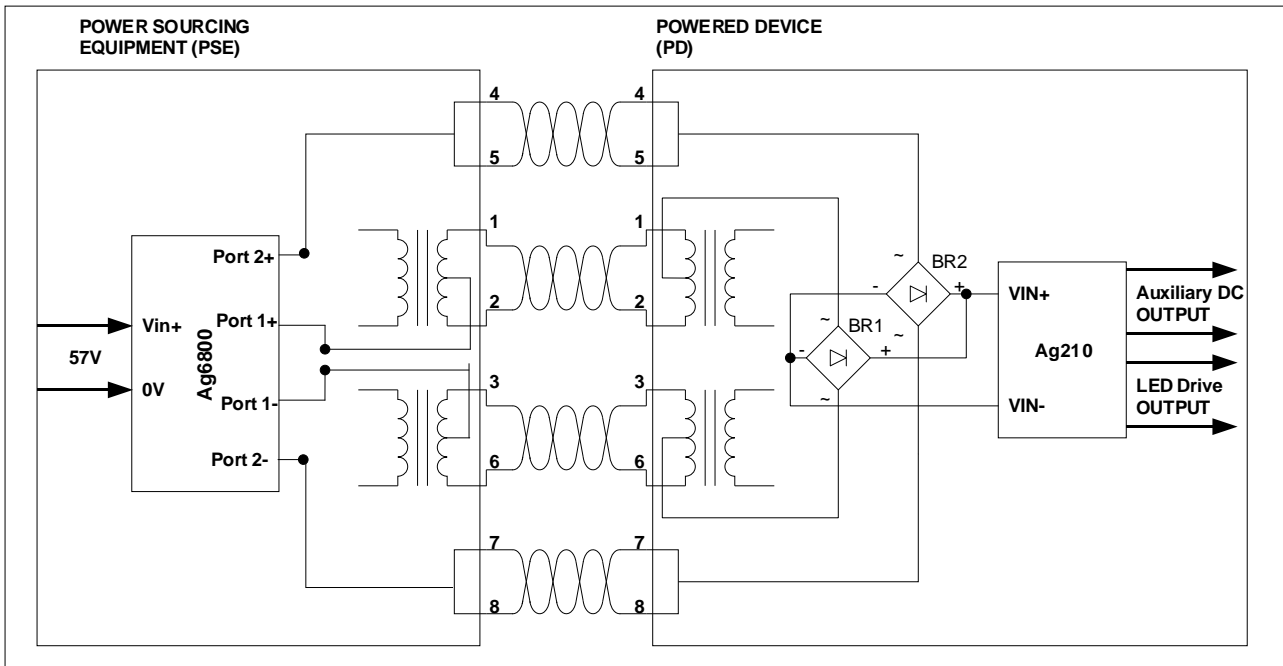 POWER SOURCING
EQUIPMENT (PSE)
POWERED DEVICE
(PD)
4
4
5
5
1
1
2
2
3
3
6
6
7
7
8
8
Port 2+
Port 1+
Port 1-
Port 2-
Vin+
57V
0V
Ag6800
~
BR2
-
+
~
~
BR1
-
+
~
VIN+
Ag210
VIN-
Auxiliary DC
OUTPUT
LED Drive
OUTPUT